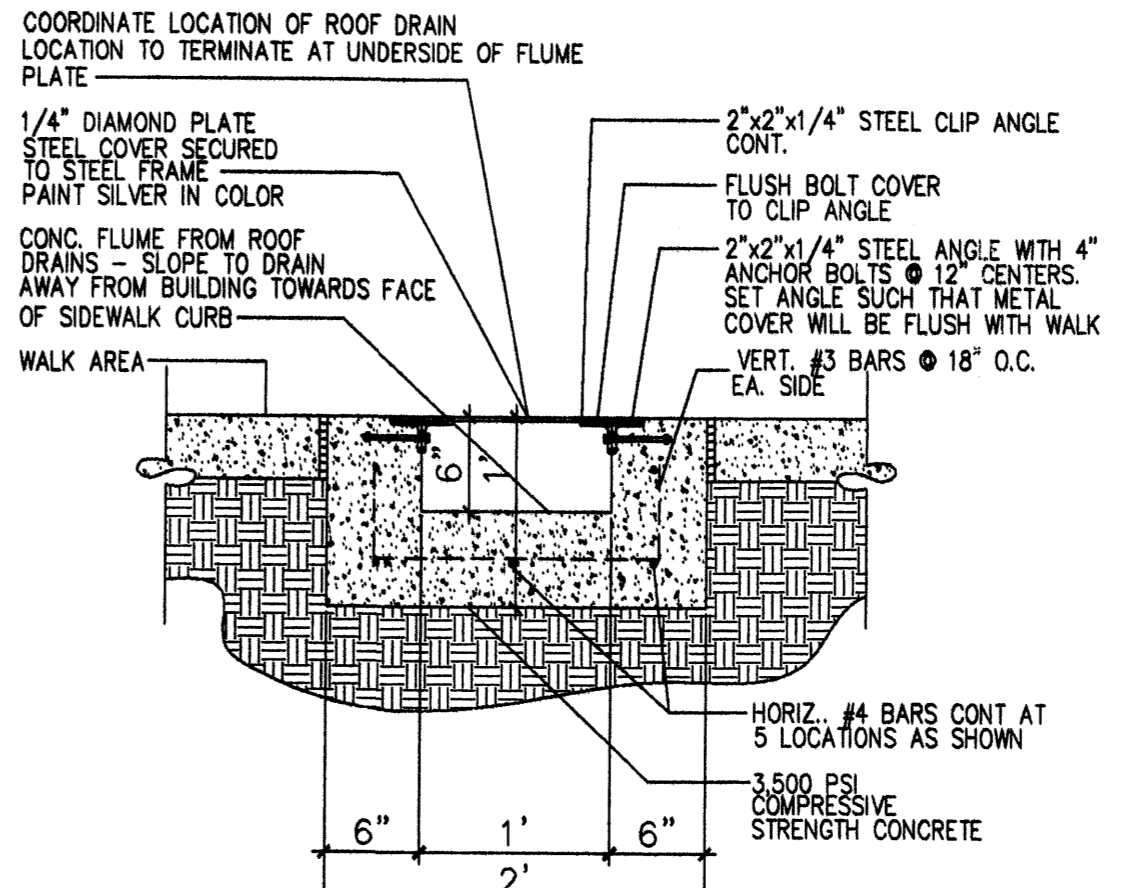 COORDINATE LOCATION OF ROOF DRAIN
LOCATION TO TERMINATE AT UNDERSIDE OF FLUME
PLATE
1/4" DIAMOND PLATE
STEEL COVER SECURED
TO STEEL FRAME
PAINT SILVER IN COLOR
CONC. FLUME FROM ROOF
DRAINS – SLOPE TO DRAIN
AWAY FROM BUILDING TOWARDS FACE
OF SIDEWALK CURB
WALK AREA
2"x2"x1/4" STEEL CLIP ANGLE
CONT.
FLUSH BOLT COVER
TO CLIP ANGLE
2"x2"x1/4" STEEL ANGLE WITH 4"
ANCHOR BOLTS @ 12" CENTERS.
SET ANGLE SUCH THAT METAL
COVER WILL BE FLUSH WITH WALK
VERT. #3 BARS @ 18" O.C.
EA. SIDE
6"
1'
HORIZ.. #4 BARS CONT AT
5 LOCATIONS AS SHOWN
3,500 PSI
COMPRESSIVE
STRENGTH CONCRETE
6"
1'
6"
2'